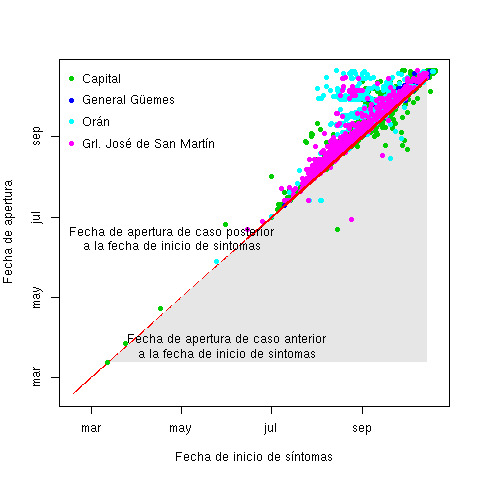 Capital
General Güemes
Orán
Grl. José de San Martín
Fecha de apertura de caso posterior
a la fecha de inicio de sintomas
Fecha de apertura de caso anterior
a la fecha de inicio de sintomas
Fecha de apertura
mar
may
jul
sep
mar
may
jul
sep
Fecha de inicio de síntomas